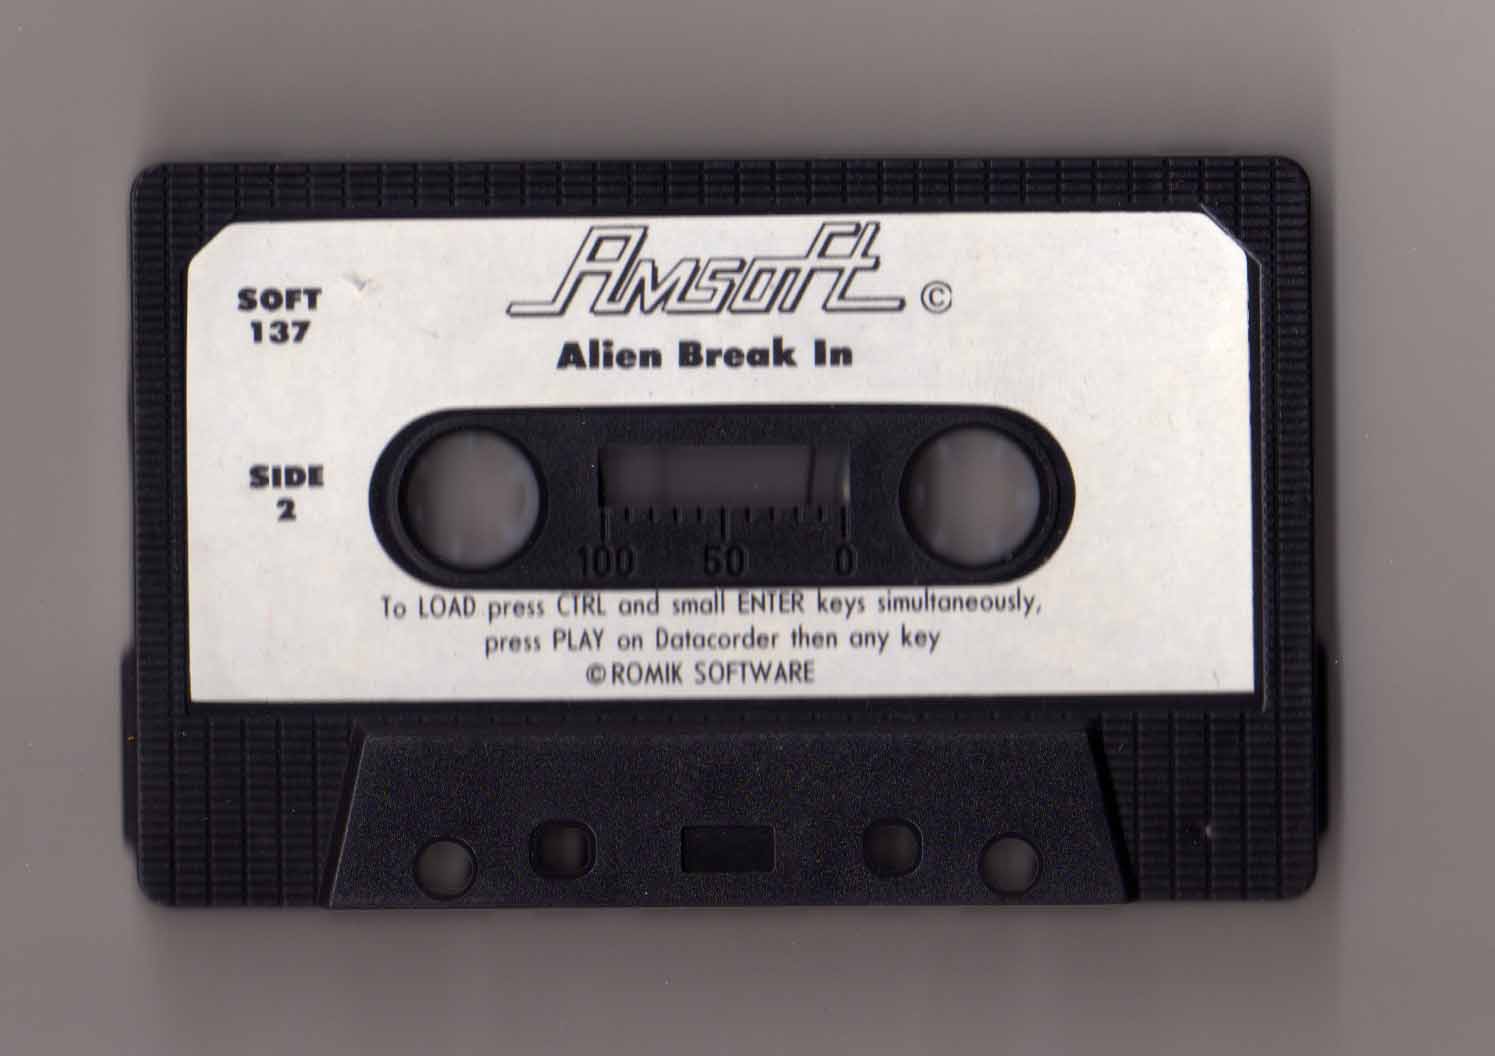 Amsoft ©
SOFT
137
Alien Break In
SIDE
2
100 50 0
To LOAD press CTRL and small ENTER keys simultaneously,
press PLAY on Datacorder then any key
© ROMIK SOFTWARE